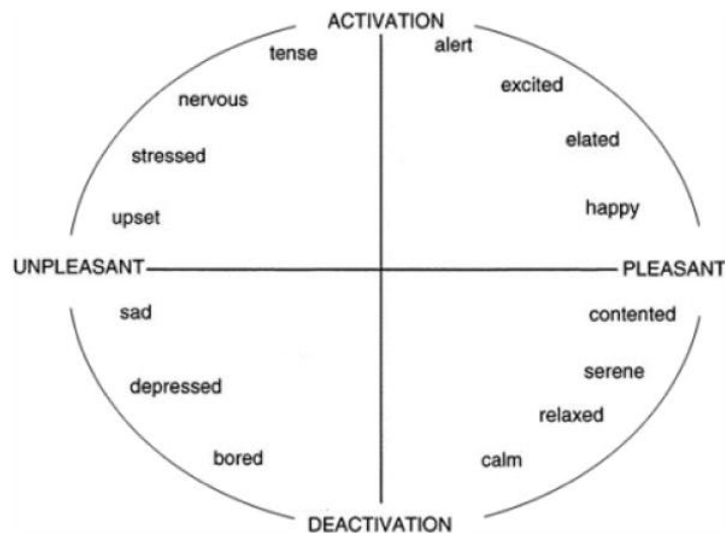 ACTIVATION
tense
alert
nervous
excited
stressed
elated
upset
happy
UNPLEASANT
PLEASANT
sad
contented
depressed
serene
relaxed
bored
calm
DEACTIVATION